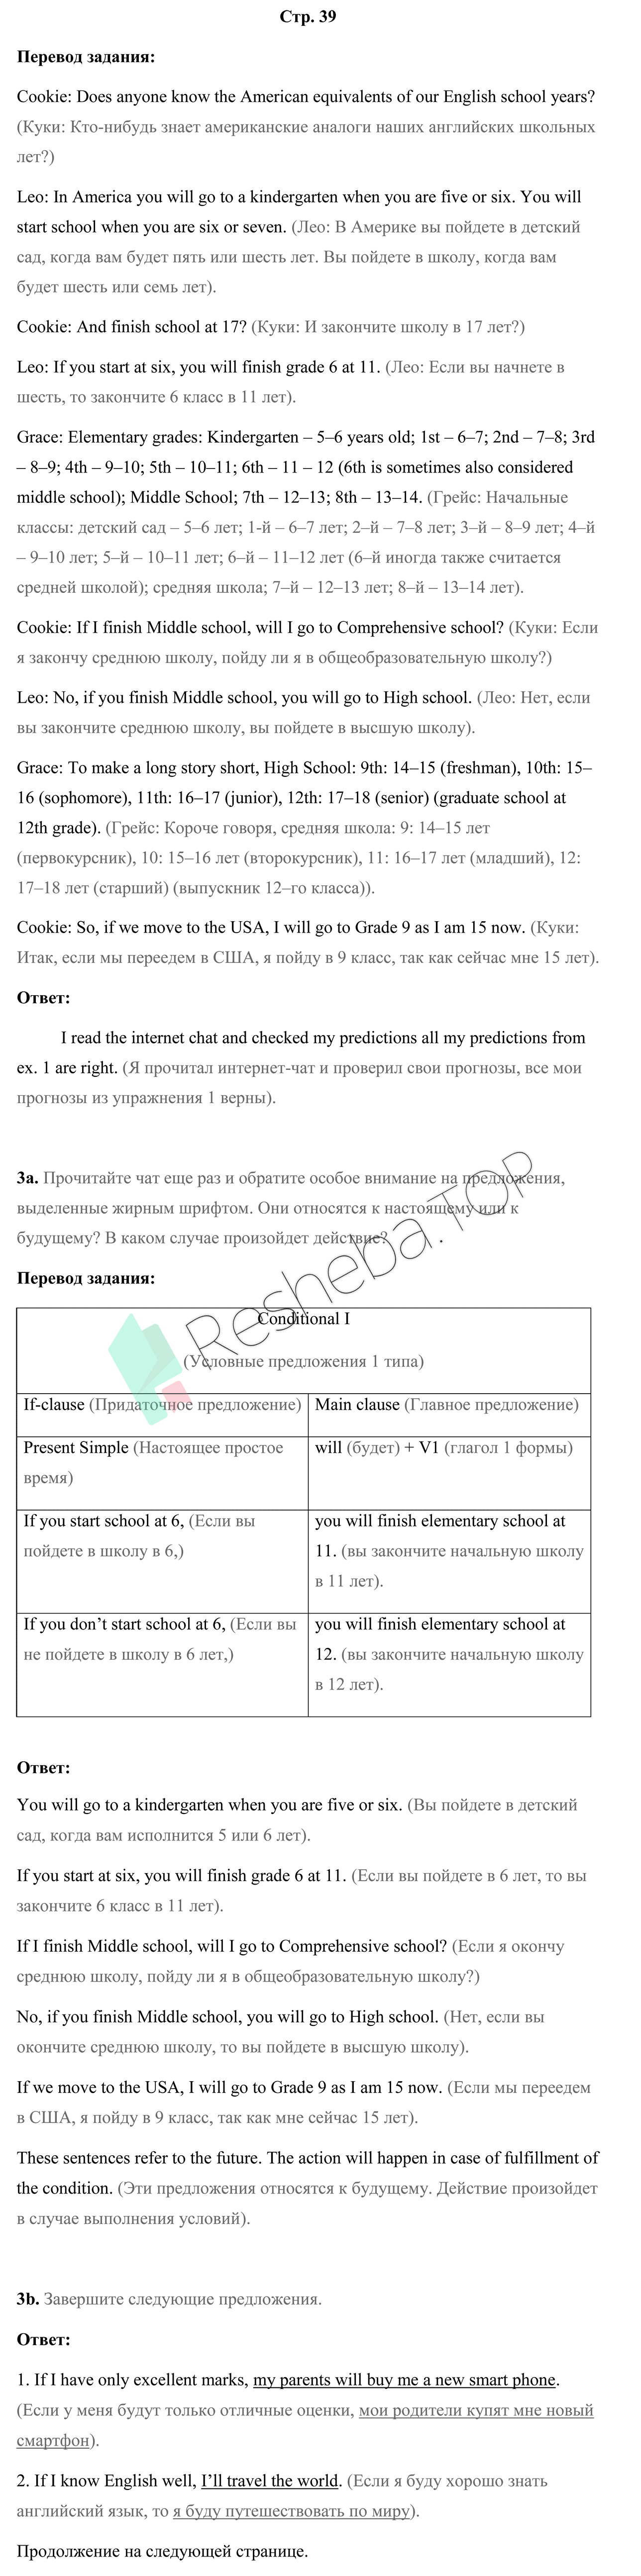 Стр. 39
Перевод задания:
Cookie: Does anyone know the American equivalents of our English school years?
(Куки: Кто-нибудь знает американские аналоги наших английских школьных
лет?)
Leo: In America you will go to a kindergarten when you are five or six. You will
start school when you are six or seven. (Лео: В Америке вы пойдете в детский
сад, когда вам будет пять или шесть лет. Вы пойдете в школу, когда вам
будет шесть или семь лет).
Cookie: And finish school at 17? (Куки: И закончите школу в 17 лет?)
Leo: If you start at six, you will finish grade 6 at 11. (Лео: Если вы начнете в
шесть, то закончите 6 класс в 11 лет).
Grace: Elementary grades: Kindergarten – 5–6 years old; 1st – 6–7; 2nd – 7–8; 3rd
– 8–9; 4th – 9–10; 5th – 10–11; 6th – 11 – 12 (6th is sometimes also considered
middle school); Middle School; 7th – 12–13; 8th – 13–14. (Грейс: Начальные
классы: детский сад – 5–6 лет; 1-й – 6–7 лет; 2–й – 7–8 лет; 3–й – 8–9 лет; 4–й
– 9–10 лет; 5–й – 10–11 лет; 6–й – 11–12 лет (6–й иногда также считается
средней школой); средняя школа; 7–й – 12–13 лет; 8–й – 13–14 лет).
Cookie: If I finish Middle school, will I go to Comprehensive school? (Куки: Если
я закончу среднюю школу, пойду ли я в общеобразовательную школу?)
Leo: No, if you finish Middle school, you will go to High school. (Лео: Нет, если
вы закончите среднюю школу, вы пойдете в высшую школу).
Grace: To make a long story short, High School: 9th: 14–15 (freshman), 10th: 15–
16 (sophomore), 11th: 16–17 (junior), 12th: 17–18 (senior) (graduate school at
12th grade). (Грейс: Короче говоря, средняя школа: 9: 14–15 лет
(первокурсник), 10: 15–16 лет (второкурсник), 11: 16–17 лет (младший), 12:
17–18 лет (старший) (выпускник 12–го класса)).
Cookie: So, if we move to the USA, I will go to Grade 9 as I am 15 now. (Куки:
Итак, если мы переедем в США, я пойду в 9 класс, так как сейчас мне 15 лет).
Ответ:
I read the internet chat and checked my predictions all my predictions from
ex. 1 are right. (Я прочитал интернет-чат и проверил свои прогнозы, все мои
прогнозы из упражнения 1 верны).
3a. Прочитайте чат еще раз и обратите особое внимание на предложения,
выделенные жирным шрифтом. Они относятся к настоящему или к
будущему? В каком случае произойдет действие?
Resheba TOP
Перевод задания:
Conditional I
(Условные предложения 1 типа)
If-clause (Придаточное предложение) Main clause (Главное предложение)
Present Simple (Настоящее простое
время)
will (будет) + V1 (глагол 1 формы)
If you start school at 6, (Если вы
пойдете в школу в 6,)
you will finish elementary school at
11. (вы закончите начальную школу
в 11 лет).
If you don’t start school at 6, (Если вы
не пойдете в школу в 6 лет,)
you will finish elementary school at
12. (вы закончите начальную школу
в 12 лет).
Ответ:
You will go to a kindergarten when you are five or six. (Вы пойдете в детский
сад, когда вам исполнится 5 или 6 лет).
If you start at six, you will finish grade 6 at 11. (Если вы пойдете в 6 лет, то вы
закончите 6 класс в 11 лет).
If I finish Middle school, will I go to Comprehensive school? (Если я окончу
среднюю школу, пойду ли я в общеобразовательную школу?)
No, if you finish Middle school, you will go to High school. (Нет, если вы
окончите среднюю школу, то вы пойдете в высшую школу).
If we move to the USA, I will go to Grade 9 as I am 15 now. (Если мы переедем
в США, я пойду в 9 класс, так как мне сейчас 15 лет).
These sentences refer to the future. The action will happen in case of fulfillment of
the condition. (Эти предложения относятся к будущему. Действие произойдет
в случае выполнения условий).
3b. Завершите следующие предложения.
Ответ:
1. If I have only excellent marks, my parents will buy me a new smart phone.
(Если у меня будут только отличные оценки, мои родители купят мне новый
смартфон).
2. If I know English well, I’ll travel the world. (Если я буду хорошо знать
английский язык, то я буду путешествовать по миру).
Продолжение на следующей странице.